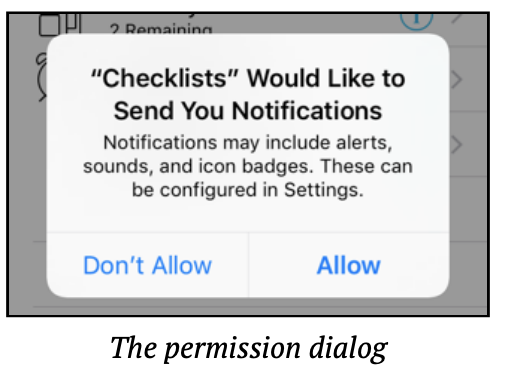 2 Remaining
“Checklists” Would Like to
Send You Notifications
Notifications may include alerts,
sounds, and icon badges. These can
be configured in Settings.
Don’t Allow Allow
The permission dialog